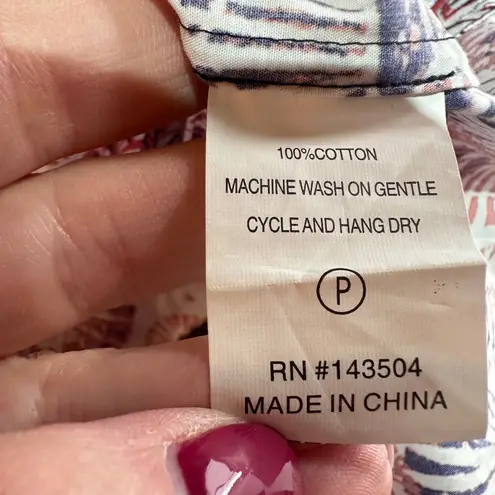 100%COTTON
MACHINE WASH ON GENTLE
CYCLE AND HANG DRY
P
RN #143504
MADE IN CHINA